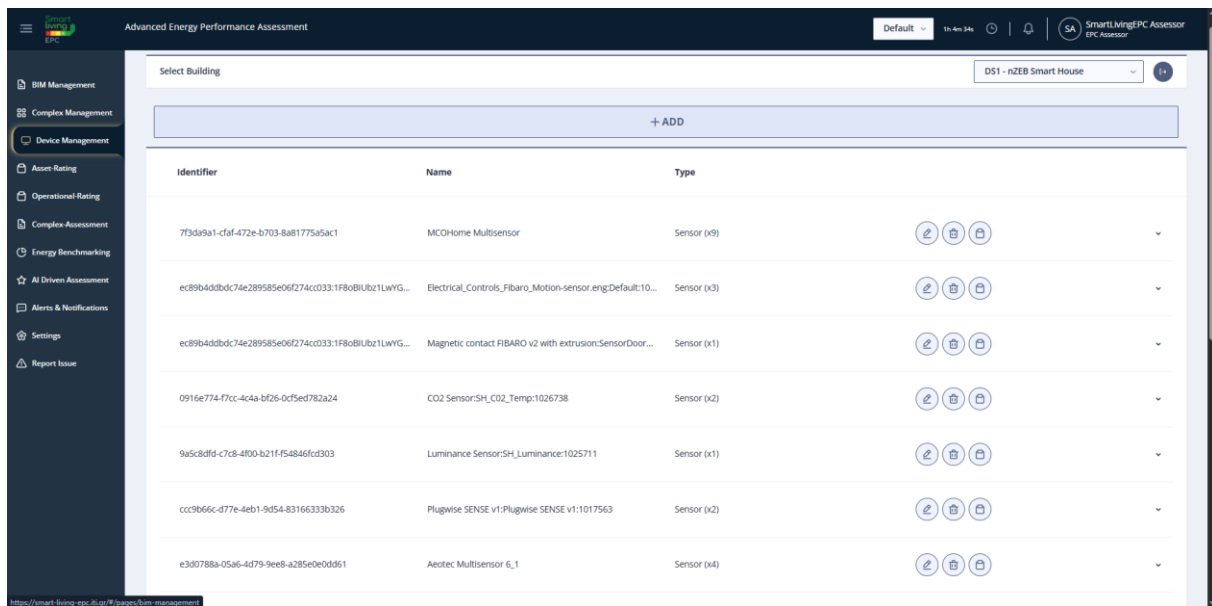 Smart
living
EPC
Advanced Energy Performance Assessment
Default
1h 4m 34s
SA
SmartLivingEPC Assessor
EPC Assessor
BIM Management
Complex Management
Device Management
Asset-Rating
Operational-Rating
Complex-Assessment
Energy Benchmarking
AI Driven Assessment
Alerts & Notifications
Settings
Report Issue
Select Building
DS1 - nZEB Smart House
+ ADD
Identifier Name Type
7f3da9a1-cfaf-472e-b703-8a81775a5ac1 MCOHome Multisensor Sensor (x9)
ec89b4ddbdc74e289585e06f274cc033:1F8oBIUbz1LwYG... Electrical_Controls_Fibaro_Motion-sensor.eng:Default:10... Sensor (x3)
ec89b4ddbdc74e289585e06f274cc033:1F8oBIUbz1LwYG... Magnetic contact FIBARO v2 with extrusion:SensorDoor... Sensor (x1)
0916e774-f7cc-4c4a-bf26-0cf5ed782a24 CO2 Sensor:SH_C02_Temp:1026738 Sensor (x2)
9a5c8dfd-c7c8-4f00-b21f-f54846fcd303 Luminance Sensor:SH_Luminance:1025711 Sensor (x1)
ccc9b66c-d77e-4eb1-9d54-83166333b326 Plugwise SENSE v1:Plugwise SENSE v1:1017563 Sensor (x2)
e3d0788a-05a6-4d79-9ee8-a285e0e0dd61 Aeotec Multisensor 6_1 Sensor (x4)
https://smart-living-epc.iti.gr/#/pages/bim-management